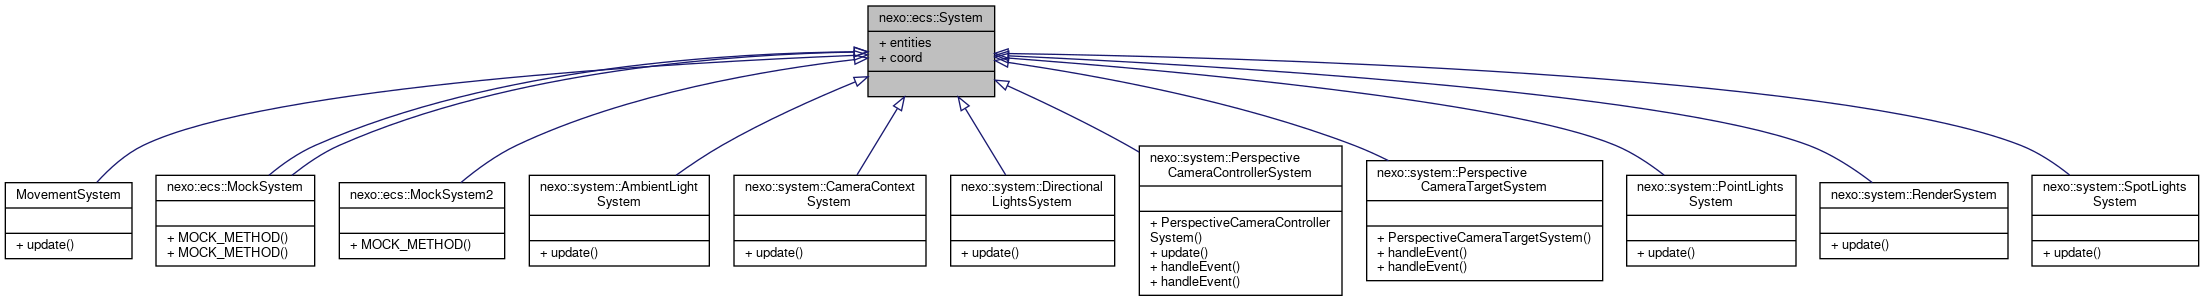 nexo::ecs::System
+ entities
+ coord
MovementSystem
+ update()
nexo::ecs::MockSystem
+ MOCK_METHOD()
+ MOCK_METHOD()
nexo::ecs::MockSystem2
+ MOCK_METHOD()
nexo::system::AmbientLight
System
+ update()
nexo::system::CameraContext
System
+ update()
nexo::system::Directional
LightsSystem
+ update()
nexo::system::Perspective
CameraControllerSystem
+ PerspectiveCameraController
System()
+ update()
+ handleEvent()
+ handleEvent()
nexo::system::Perspective
CameraTargetSystem
+ PerspectiveCameraTargetSystem()
+ handleEvent()
+ handleEvent()
nexo::system::PointLights
System
+ update()
nexo::system::RenderSystem
+ update()
nexo::system::SpotLights
System
+ update()